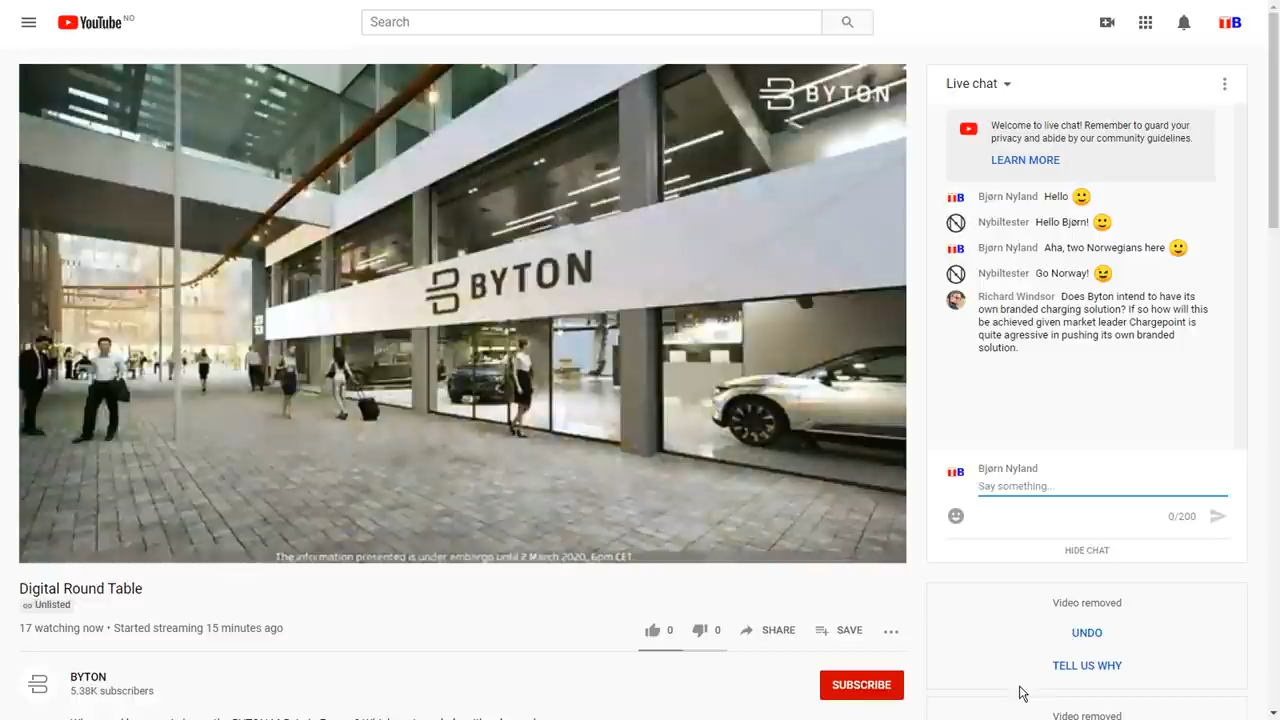 YouTube NO
Search
TB
BYTON
BYTON
The information presented is under embargo until 2 March 2020, 6pm CET
Digital Round Table
Unlisted
17 watching now • Started streaming 15 minutes ago
0
0
SHARE
SAVE
BYTON
5.38K subscribers
SUBSCRIBE
Live chat
Welcome to live chat! Remember to guard your
privacy and abide by our community guidelines.
LEARN MORE
TB Bjørn Nyland Hello 🙂
Nybiltester Hello Bjørn! 🙂
TB Bjørn Nyland Aha, two Norwegians here 🙂
Nybiltester Go Norway! 😉
Richard Windsor Does Byton intend to have its
own branded charging solution? If so how will this
be achieved given market leader Chargepoint is
quite agressive in pushing its own branded
solution.
TB Bjørn Nyland
Say something...
0/200
HIDE CHAT
Video removed
UNDO
TELL US WHY
Video removed